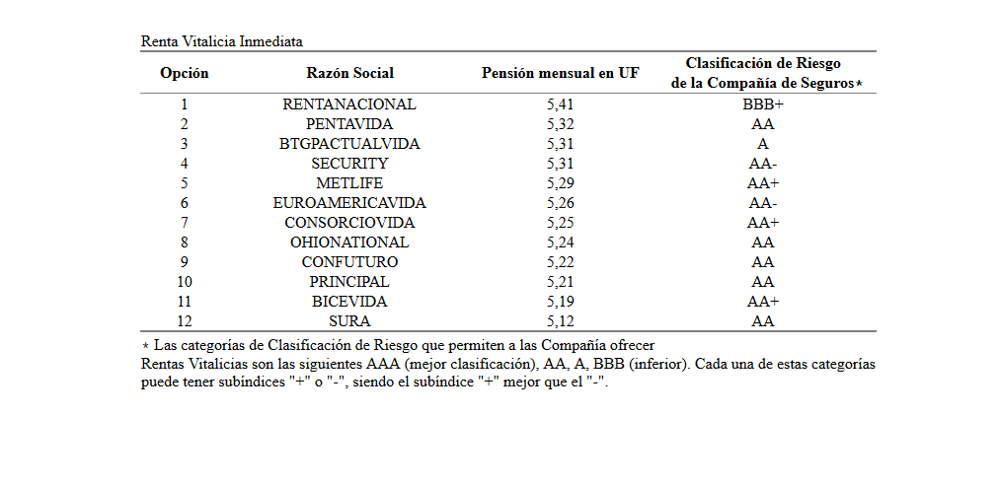 Renta Vitalicia Inmediata
Opción Razón Social Pensión mensual en UF Clasificación de Riesgo de la Compañía de Seguros*
1 RENTANACIONAL 5,41 BBB+
2 PENTAVIDA 5,32 AA
3 BTGPACTUALVIDA 5,31 A
4 SECURITY 5,31 AA-
5 METLIFE 5,29 AA+
6 EUROAMERICAVIDA 5,26 AA-
7 CONSORCIOVIDA 5,25 AA+
8 OHIONATIONAL 5,24 AA
9 CONFUTURO 5,22 AA
10 PRINCIPAL 5,21 AA
11 BICEVIDA 5,19 AA+
12 SURA 5,12 AA
* Las categorías de Clasificación de Riesgo que permiten a las Compañía ofrecer
Rentas Vitalicias son las siguientes AAA (mejor clasificación), AA, A, BBB (inferior). Cada una de estas categorías
puede tener subíndices "+" o "-", siendo el subíndice "+" mejor que el "-".